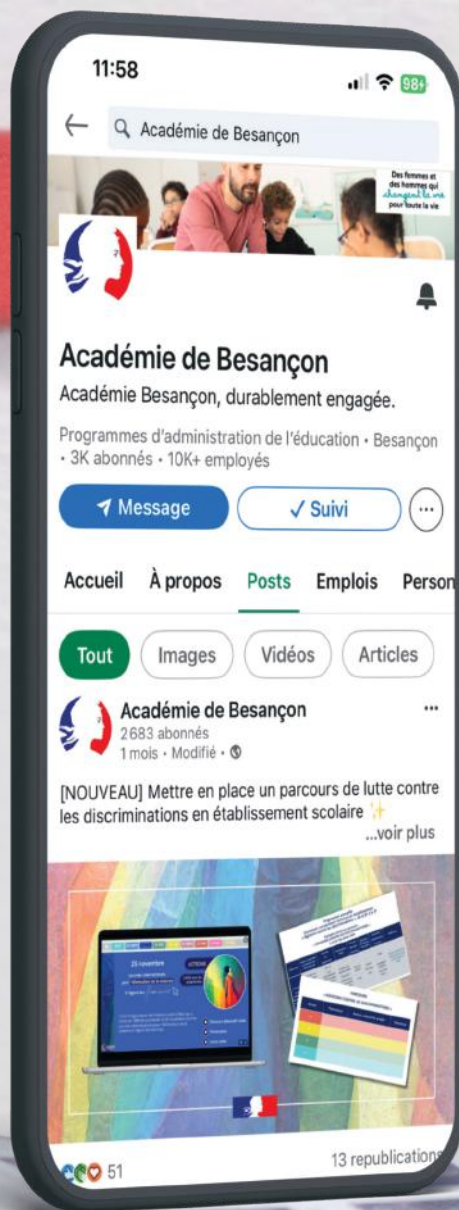 11:58
98
Académie de Besançon
Des femmes et
des hommes qui
changent la vie
pour toute la vie
Académie de Besançon
Académie Besançon, durablement engagée.
Programmes d'administration de l'éducation • Besançon
• 3K abonnés • 10K+ employés
Message
Suivi
Accueil À propos Posts Emplois Person
Tout Images Vidéos Articles
Académie de Besançon
2 683 abonnés
1 mois • Modifié •
[NOUVEAU] Mettre en place un parcours de lutte contre
les discriminations en établissement scolaire ✨
...voir plus
25 novembre
51
13 republications